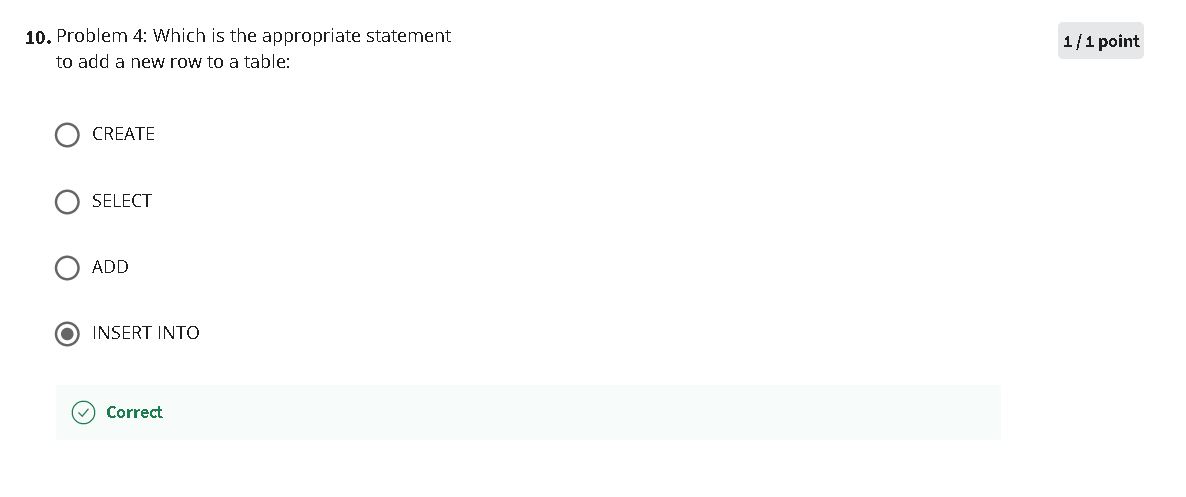 10. Problem 4: Which is the appropriate statement
to add a new row to a table:
1 / 1 point
CREATE
SELECT
ADD
INSERT INTO
Correct